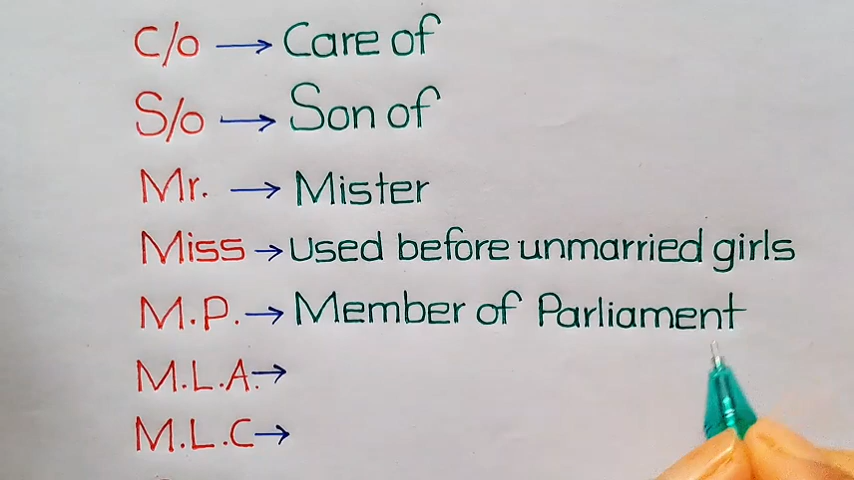 C/o → Care of
S/o → Son of
Mr. → Mister
Miss → Used before unmarried girls
M.P. → Member of Parliament
M.L.A. →
M.L.C →